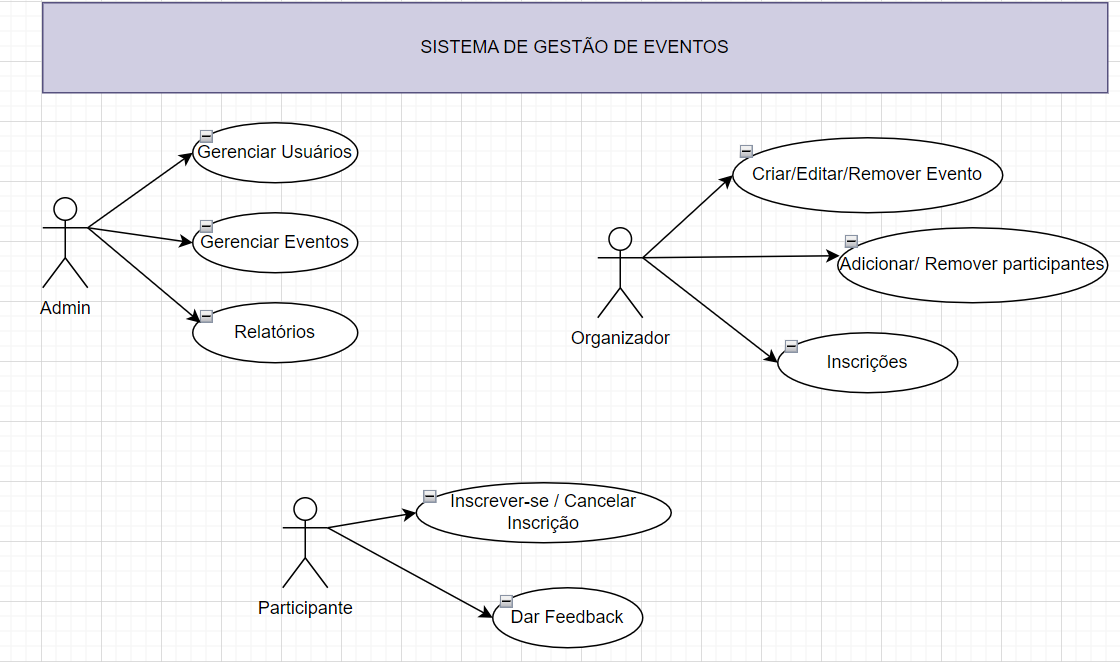 SISTEMA DE GESTÃO DE EVENTOS
Gerenciar Usuários
Gerenciar Eventos
Relatórios
Admin
Criar/Editar/Remover Evento
Adicionar/ Remover participantes
Inscrições
Organizador
Inscrever-se / Cancelar
Inscrição
Dar Feedback
Participante